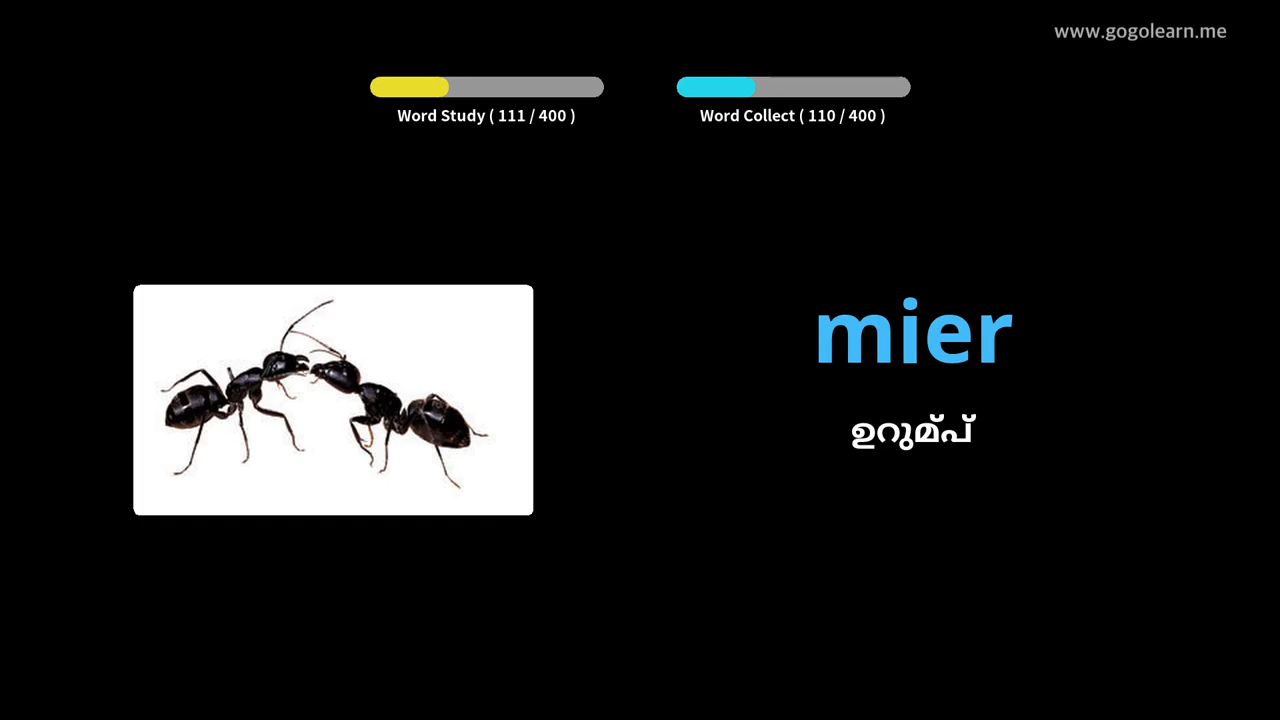 www.gogolearn.me
Word Study ( 111 / 400 )
Word Collect ( 110 / 400 )
mier
ഉറുമ്പ്